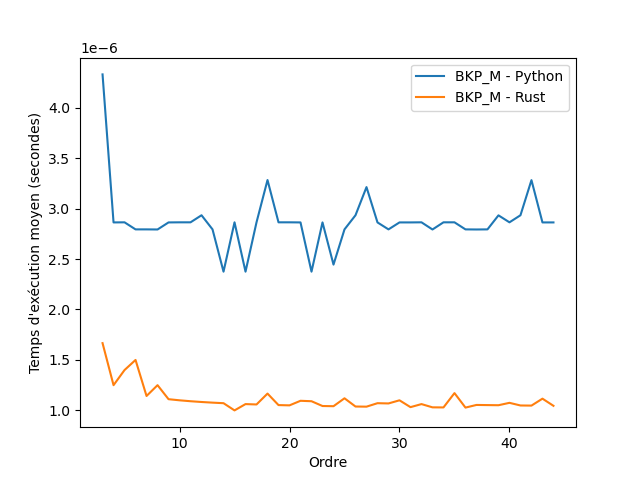 1e−6
BKP_M - Python
BKP_M - Rust
4.0
3.5
3.0
2.5
2.0
1.5
1.0
Temps d'exécution moyen (secondes)
10
20
30
40
Ordre